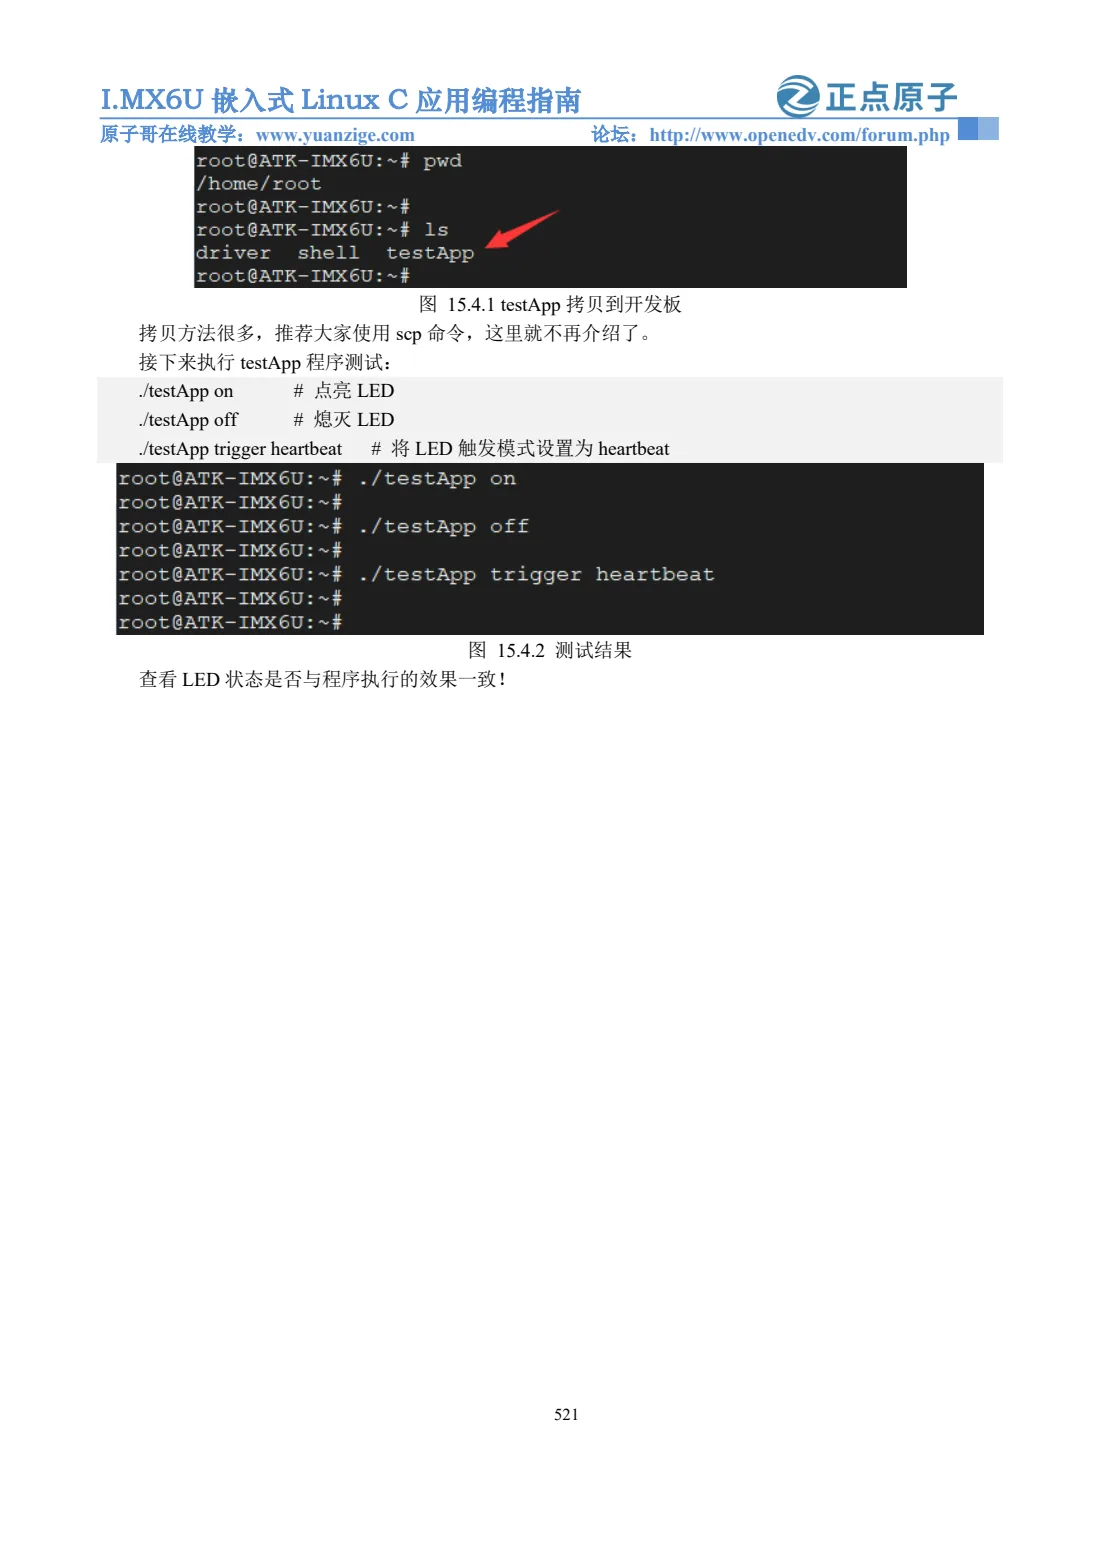 I.MX6U 嵌入式 Linux C 应用编程指南
正点原子
原子哥在线教学：www.yuanzige.com 论坛：http://www.openedv.com/forum.php
root@ATK-IMX6U:~# pwd
/home/root
root@ATK-IMX6U:~#
root@ATK-IMX6U:~# ls
driver  shell  testApp
root@ATK-IMX6U:~#
图 15.4.1 testApp 拷贝到开发板
拷贝方法很多，推荐大家使用 scp 命令，这里就不再介绍了。
接下来执行 testApp 程序测试：
./testApp on # 点亮 LED
./testApp off # 熄灭 LED
./testApp trigger heartbeat # 将 LED 触发模式设置为 heartbeat
root@ATK-IMX6U:~# ./testApp on
root@ATK-IMX6U:~#
root@ATK-IMX6U:~# ./testApp off
root@ATK-IMX6U:~#
root@ATK-IMX6U:~# ./testApp trigger heartbeat
root@ATK-IMX6U:~#
root@ATK-IMX6U:~#
图 15.4.2 测试结果
查看 LED 状态是否与程序执行的效果一致！
521